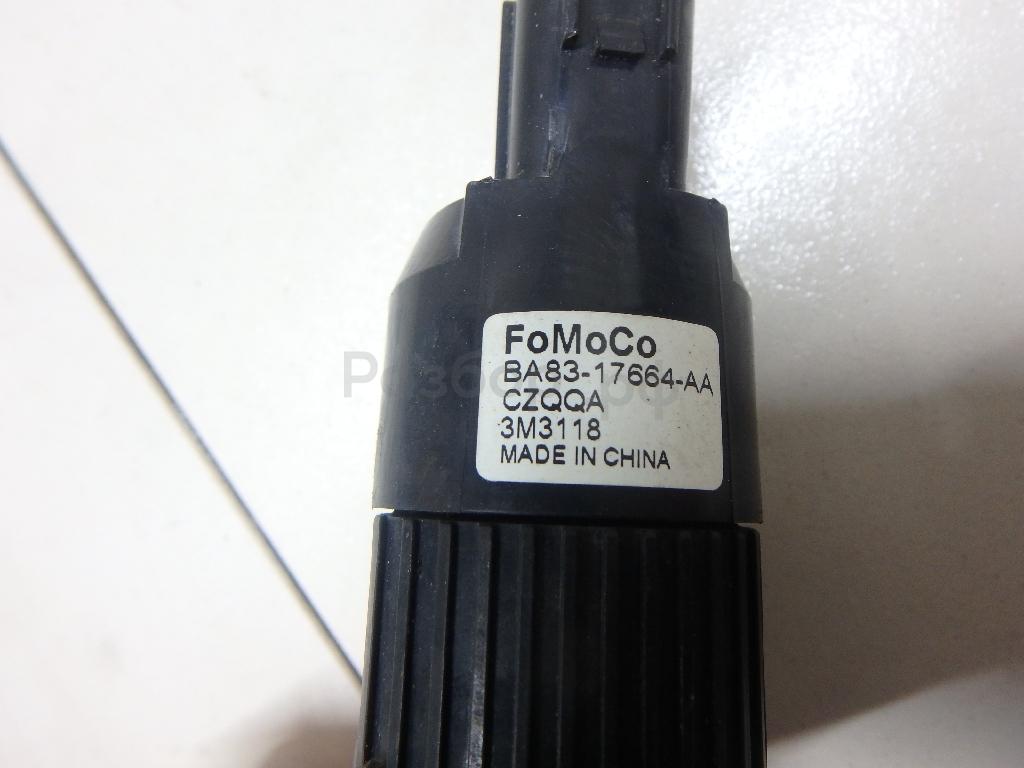 FoMoCo
BA83-17664-AA
CZQQA
3M3118
MADE IN CHINA